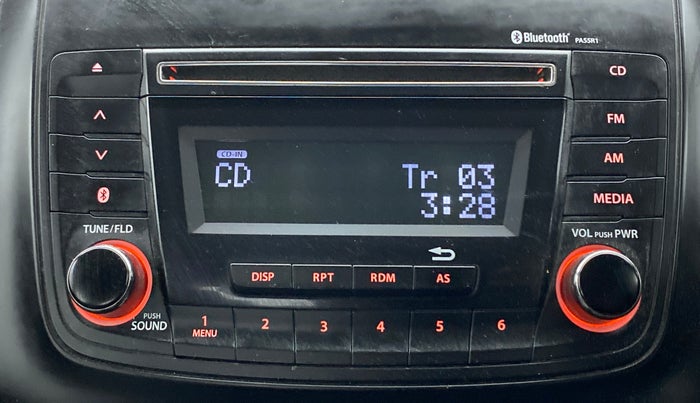 Bluetooth® PA5SR1
CD
FM
CD-IN
AM
CD Tr 03
3:28
MEDIA
TUNE/FLD
VOL PUSH PWR
DISP RPT RDM AS
PUSH
SOUND
1 2 3 4 5 6
MENU